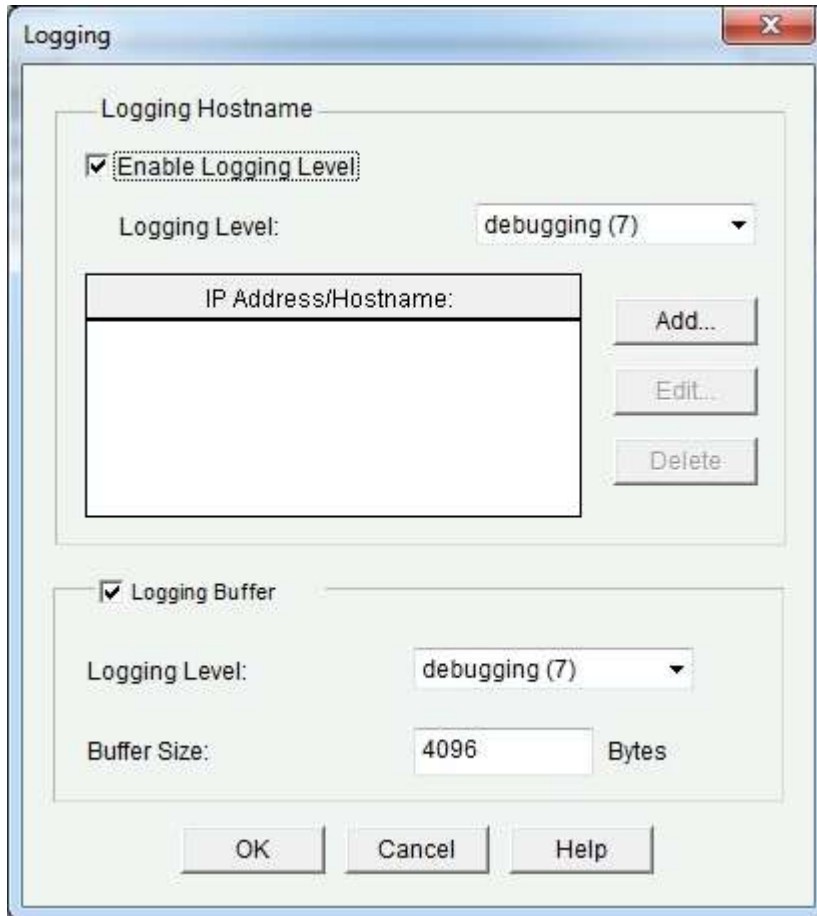 Logging
Logging Hostname
Enable Logging Level
Logging Level: debugging (7)
IP Address/Hostname:
Add...
Edit...
Delete
Logging Buffer
Logging Level: debugging (7)
Buffer Size: 4096 Bytes
OK Cancel Help